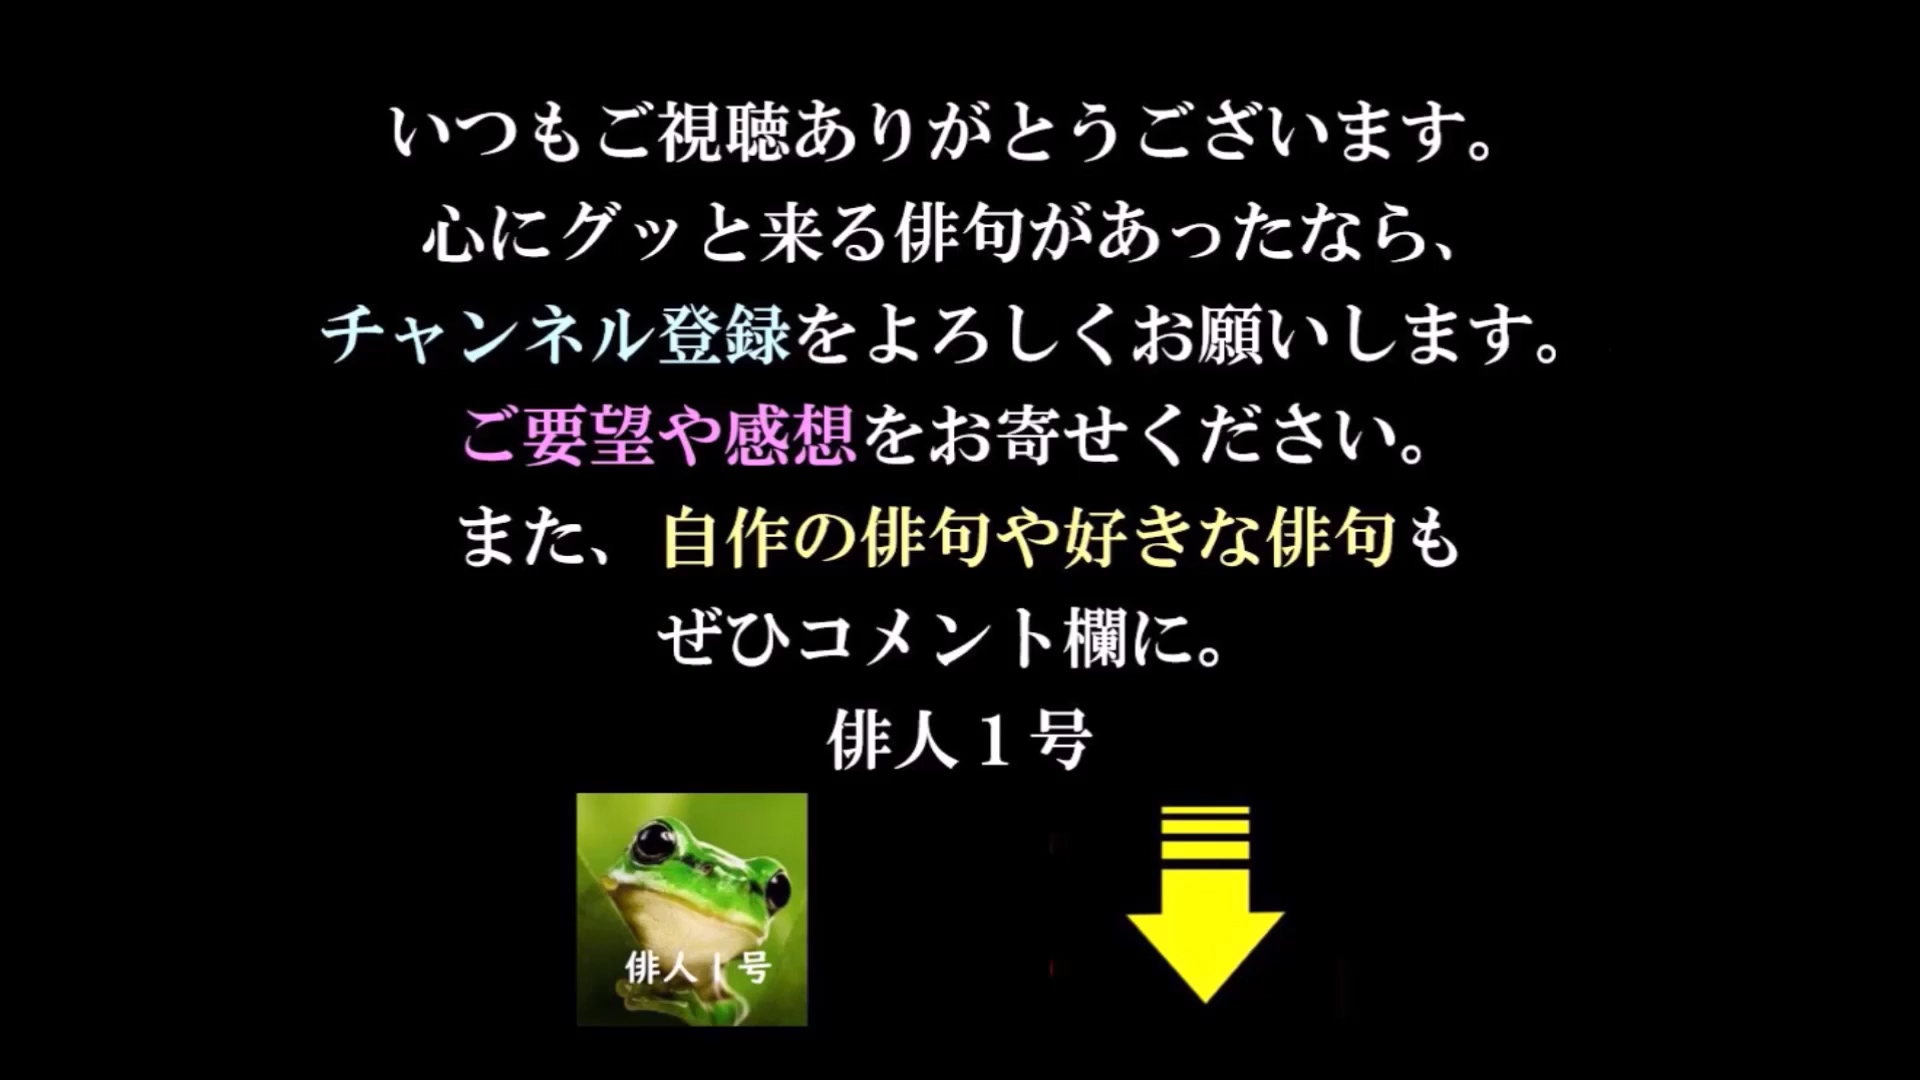 いつもご視聴ありがとうございます。
心にグッと来る俳句があったなら、
チャンネル登録をよろしくお願いします。
ご要望や感想をお寄せください。
また、自作の俳句や好きな俳句も
ぜひコメント欄に。
俳人１号
俳人１号